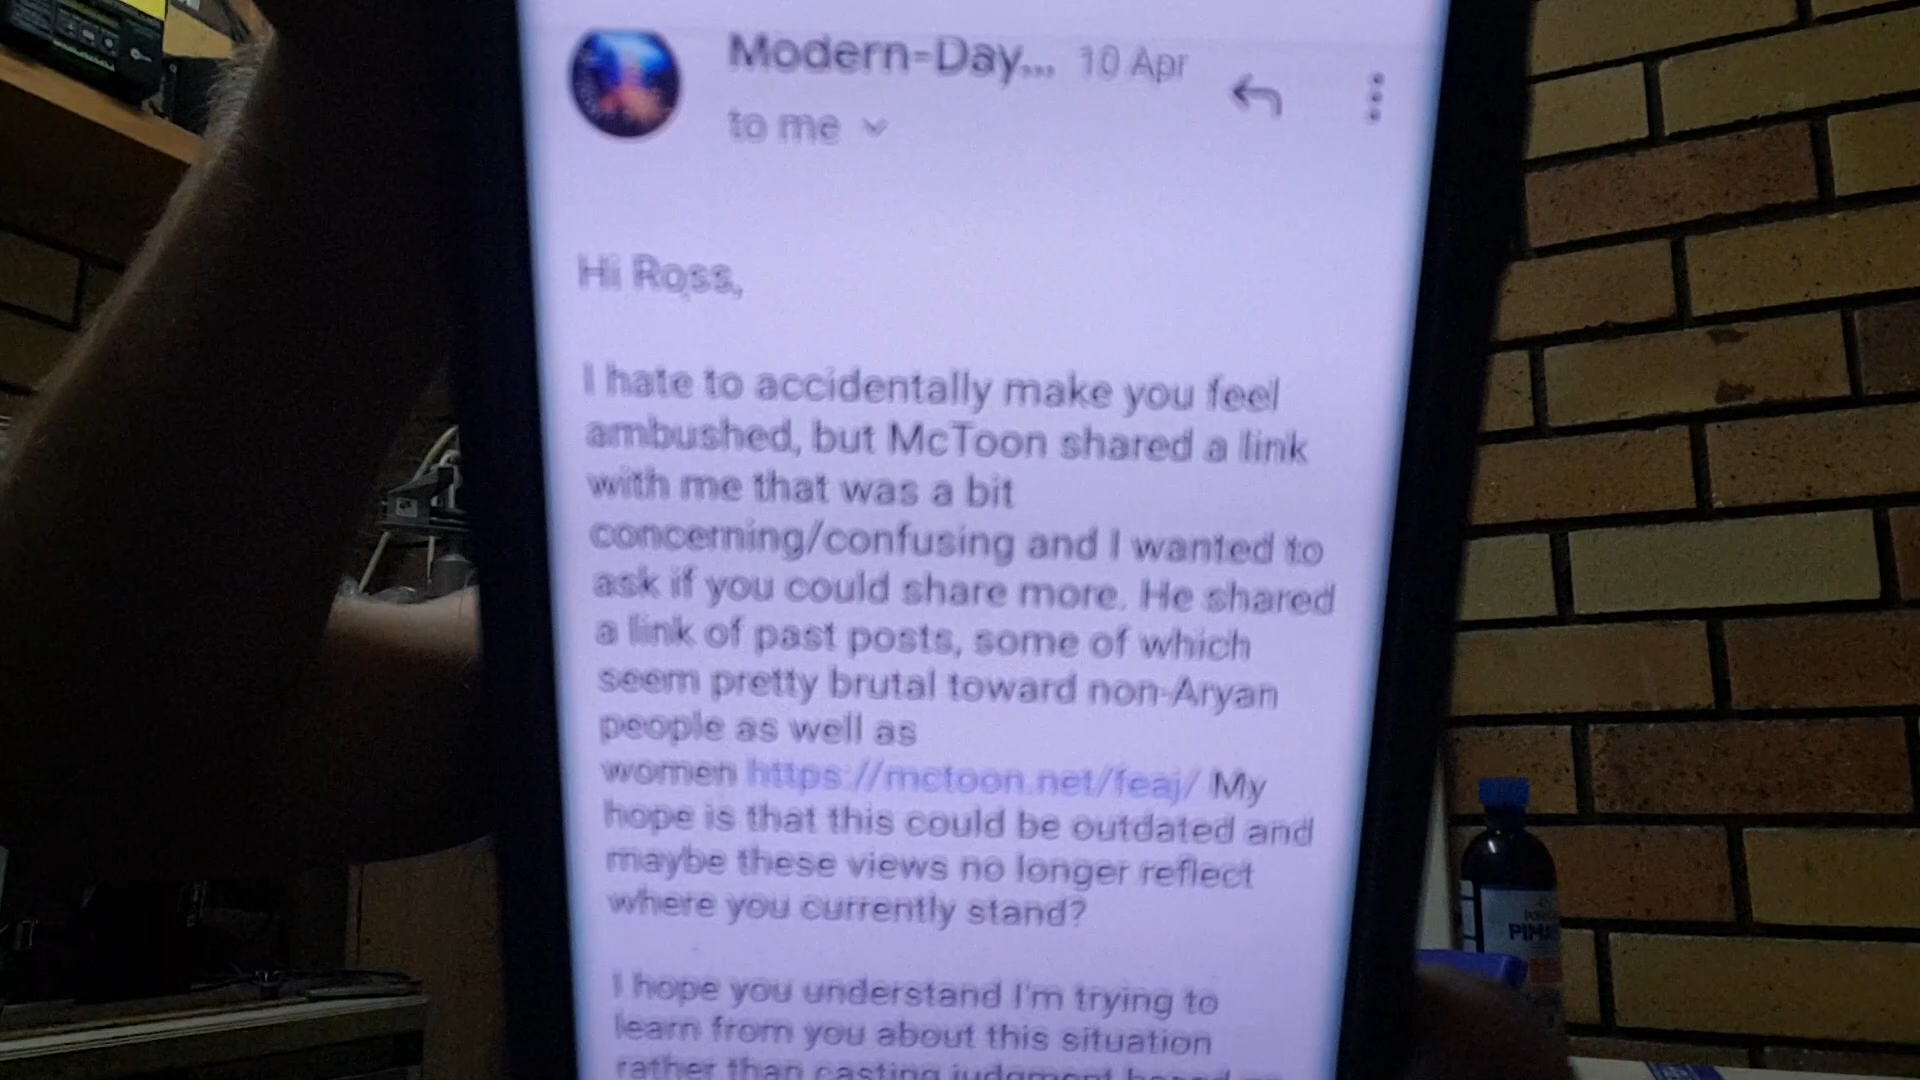 Modern-Day... 10 Apr
to me
Hi Ross,
I hate to accidentally make you feel
ambushed, but McToon shared a link
with me that was a bit
concerning/confusing and I wanted to
ask if you could share more. He shared
a link of past posts, some of which
seem pretty brutal toward non-Aryan
people as well as
women https://mctoon.net/feaj/ My
hope is that this could be outdated and
maybe these views no longer reflect
where you currently stand?
I hope you understand I'm trying to
learn from you about this situation
rather than casting judgment